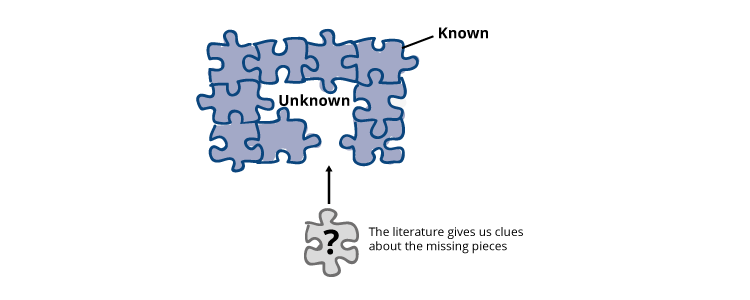 Known
Unknown
?
The literature gives us clues
about the missing pieces